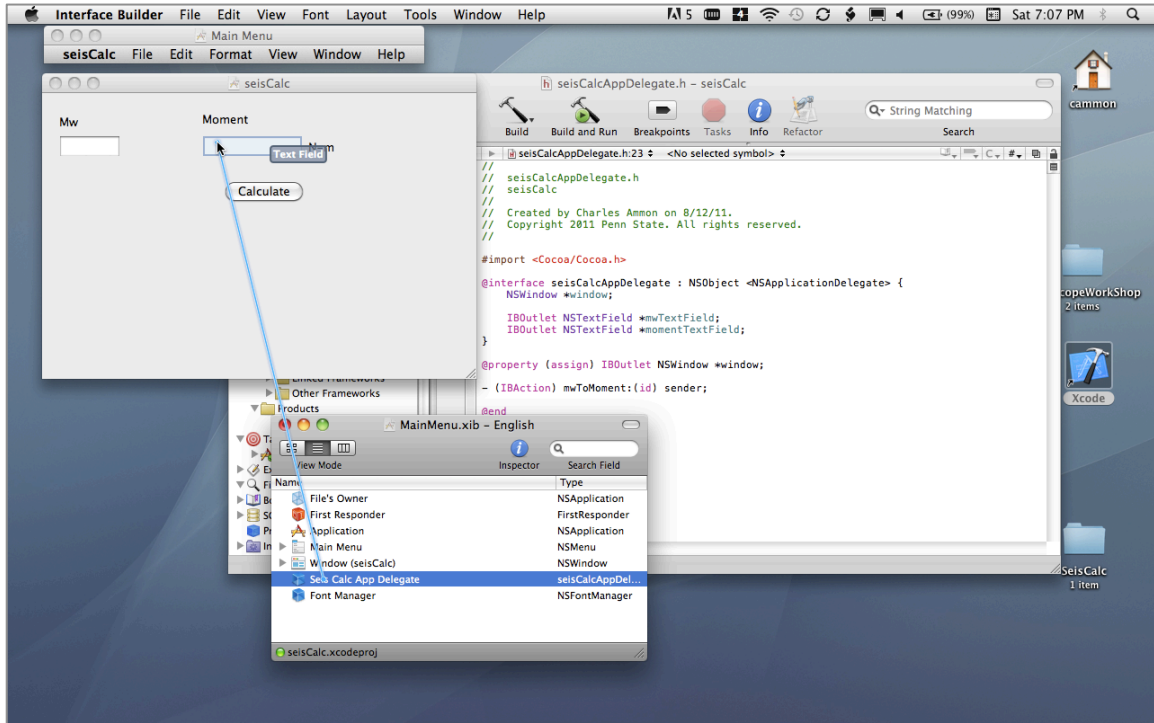 Interface Builder File Edit View Font Layout Tools Window Help 5 (99%) Sat 7:07 PM
Main Menu
seisCalc File Edit Format View Window Help
seisCalc
Mw
Moment
Text Field
Calculate
seisCalcAppDelegate.h – seisCalc
String Matching
Build Build and Run Breakpoints Tasks Info Refactor Search
seisCalcAppDelegate.h:23 <No selected symbol> C #
//
// seisCalcAppDelegate.h
// seisCalc
//
// Created by Charles Ammon on 8/12/11.
// Copyright 2011 Penn State. All rights reserved.
//
#import <Cocoa/Cocoa.h>
@interface seisCalcAppDelegate : NSObject <NSApplicationDelegate> {
NSWindow *window;
IBOutlet NSTextField *mwTextField;
IBOutlet NSTextField *momentTextField;
}
@property (assign) IBOutlet NSWindow *window;
- (IBAction) mwToMoment:(id) sender;
@end
Other Frameworks
Products
MainMenu.xib – English
View Mode Inspector Search Field
Name Type
File's Owner NSApplication
First Responder FirstResponder
Application NSApplication
Main Menu NSMenu
Window (seisCalc) NSWindow
Seis Calc App Delegate seisCalcAppDel...
Font Manager NSFontManager
seisCalc.xcodeproj
cammon
copeWorkShop
2 items
Xcode
SeisCalc
1 item